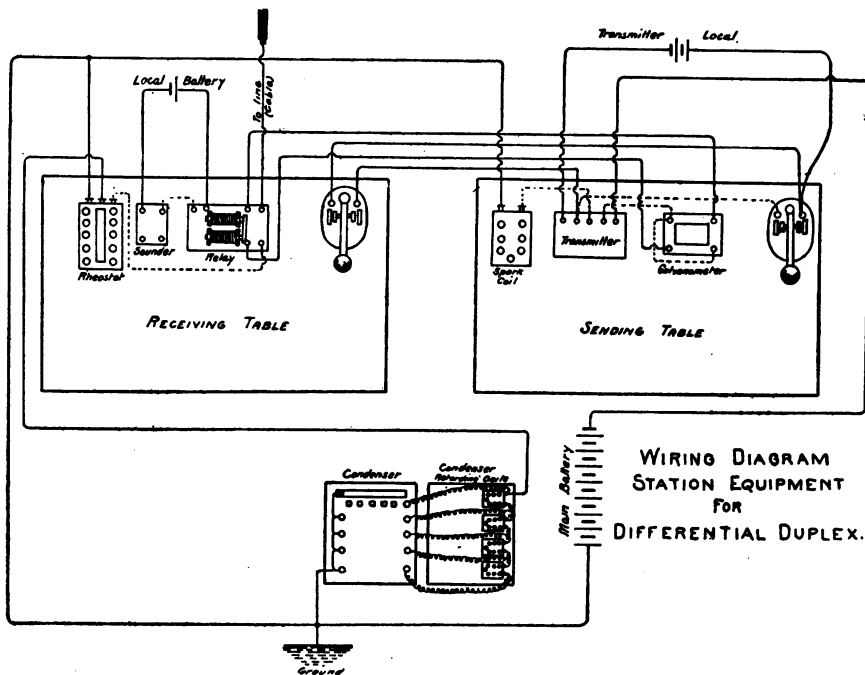 Transmitter Local.
Local Battery
To line
(Cable)
Rheostat
Sounder
Relay
Spark
Coil
Transmitter
Galvanometer
RECEIVING TABLE
SENDING TABLE
Condenser
Condenser
Retarding Coils
Main Battery
WIRING DIAGRAM
STATION EQUIPMENT
FOR
DIFFERENTIAL DUPLEX.
Ground